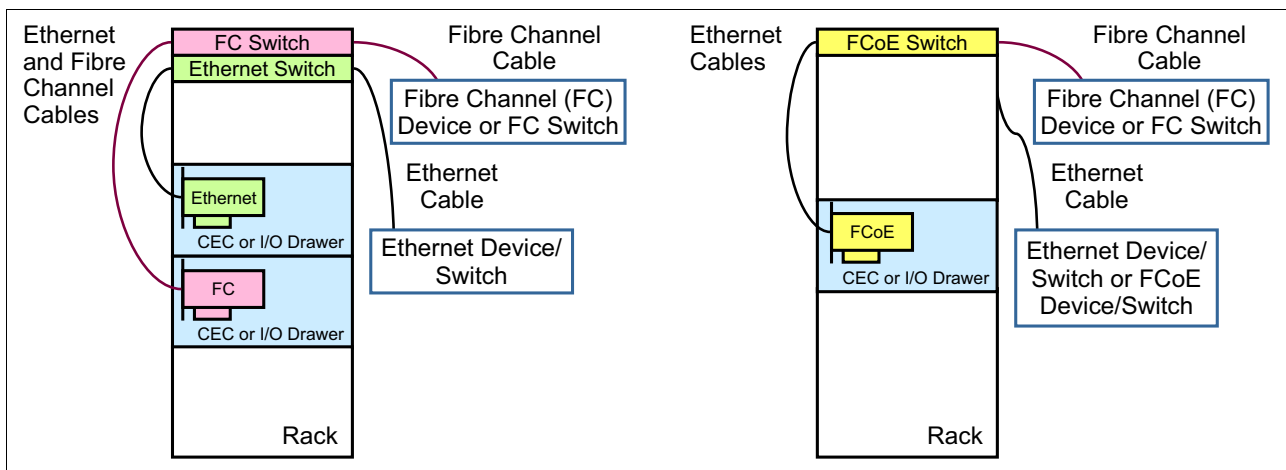 Ethernet
and Fibre
Channel
Cables
FC Switch
Ethernet Switch
Fibre Channel
Cable
Fibre Channel (FC)
Device or FC Switch
Ethernet
Cable
Ethernet Device/
Switch
Ethernet
CEC or I/O Drawer
FC
CEC or I/O Drawer
Rack
Ethernet
Cables
FCoE Switch
Fibre Channel
Cable
Fibre Channel (FC)
Device or FC Switch
Ethernet
Cable
FCoE
CEC or I/O Drawer
Ethernet Device/
Switch or FCoE
Device/Switch
Rack